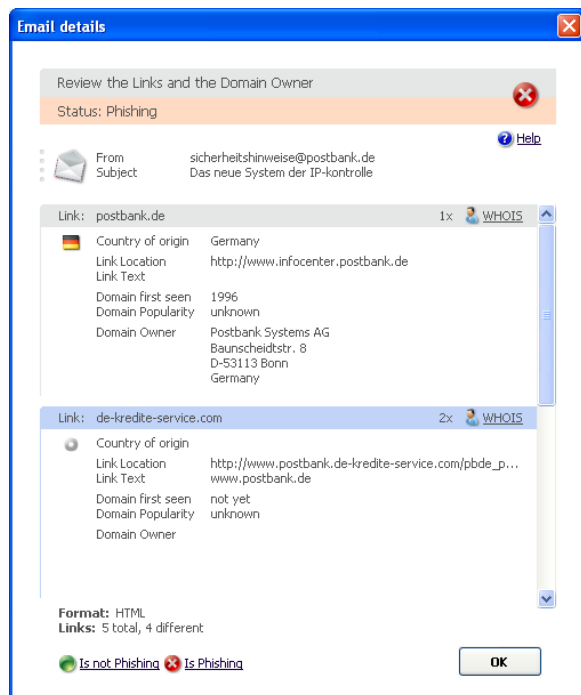 Email details
Review the Links and the Domain Owner
Status: Phishing
Help
From sicherheitshinweise@postbank.de
Subject Das neue System der IP-kontrolle
Link: postbank.de 1x WHOIS
Country of origin Germany
Link Location http://www.infocenter.postbank.de
Link Text
Domain first seen 1996
Domain Popularity unknown
Domain Owner Postbank Systems AG
Baunscheidtstr. 8
D-53113 Bonn
Germany
Link: de-kredite-service.com 2x WHOIS
Country of origin
Link Location http://www.postbank.de-kredite-service.com/pbde_p...
Link Text www.postbank.de
Domain first seen not yet
Domain Popularity unknown
Domain Owner
Format: HTML
Links: 5 total, 4 different
Is not Phishing Is Phishing OK